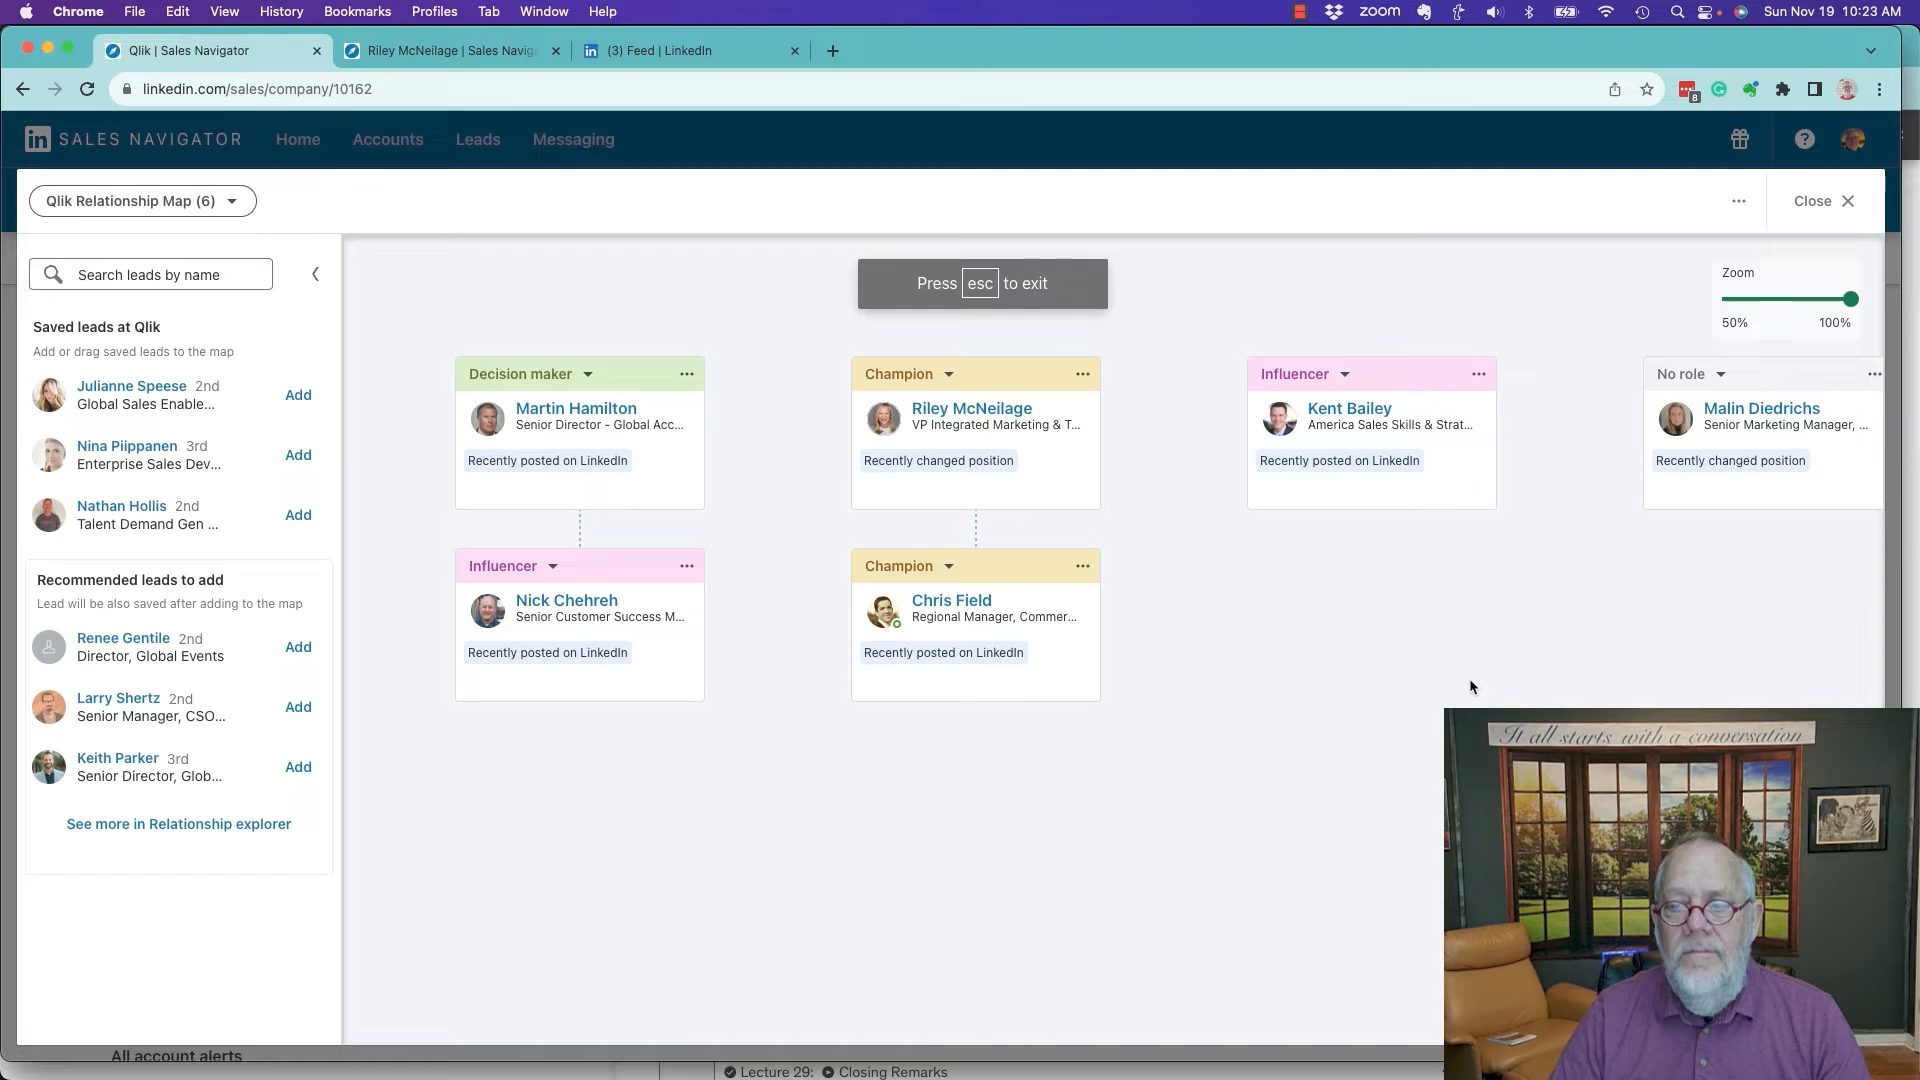 Chrome File Edit View History Bookmarks Profiles Tab Window Help zoom Sun Nov 19 10:23 AM
Qlik | Sales Navigator
Riley McNeilage | Sales Naviga
(3) Feed | LinkedIn
linkedin.com/sales/company/10162
8
in SALES NAVIGATOR Home Accounts Leads Messaging
Qlik Relationship Map (6)
Close
Search leads by name
Press esc to exit
Zoom
50% 100%
Saved leads at Qlik
Add or drag saved leads to the map
Julianne Speese 2nd
Global Sales Enable...
Add
Nina Piippanen 3rd
Enterprise Sales Dev...
Add
Nathan Hollis 2nd
Talent Demand Gen ...
Add
Recommended leads to add
Lead will be also saved after adding to the map
Renee Gentile 2nd
Director, Global Events
Add
Larry Shertz 2nd
Senior Manager, CSO...
Add
Keith Parker 3rd
Senior Director, Glob...
Add
See more in Relationship explorer
Decision maker
Martin Hamilton
Senior Director - Global Acc...
Recently posted on LinkedIn
Champion
Riley McNeilage
VP Integrated Marketing & T...
Recently changed position
Influencer
Kent Bailey
America Sales Skills & Strat...
Recently posted on LinkedIn
No role
Malin Diedrichs
Senior Marketing Manager, ...
Recently changed position
Influencer
Nick Chehreh
Senior Customer Success M...
Recently posted on LinkedIn
Champion
Chris Field
Regional Manager, Commer...
Recently posted on LinkedIn
It all starts with a conversation
All account alerts
Lecture 29: Closing Remarks